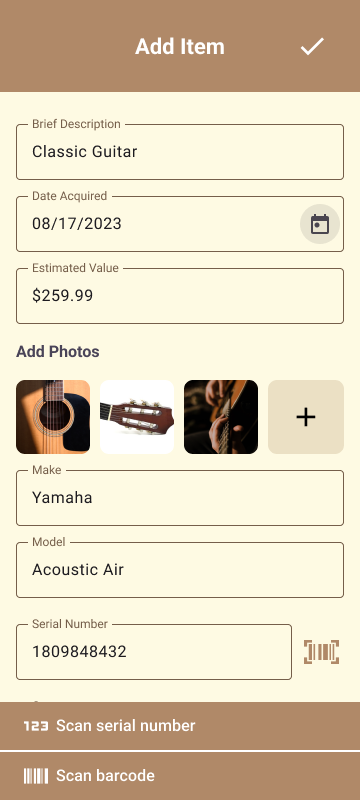 Add Item
Brief Description
Classic Guitar
Date Acquired
08/17/2023
Estimated Value
$259.99
Add Photos
Make
Yamaha
Model
Acoustic Air
Serial Number
1809848432
123 Scan serial number
Scan barcode